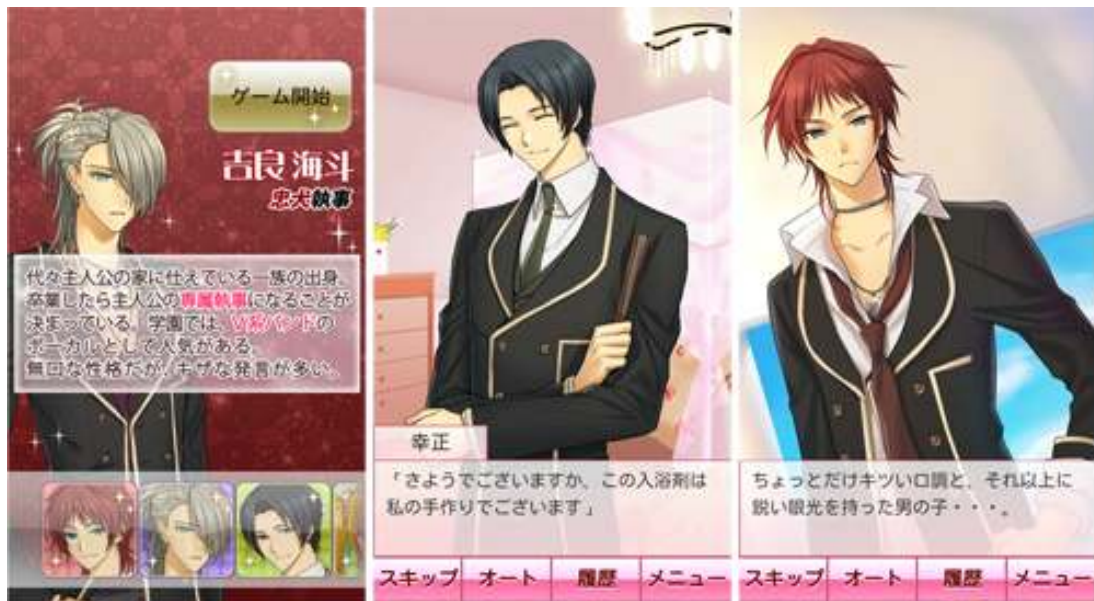 ゲーム開始
吉良海斗
忠犬執事
代々主人公の家に仕えている一族の出身。
卒業したら主人公の専属執事になることが
決まっている。学園では、V系バンドの
ボーカルとして人気がある。
無口な性格だが、キザな発言が多い。
幸正
「さようでございますか、この入浴剤は
私の手作りでございます」
スキップ オート 履歴 メニュー
ちょっとだけキツい口調と、それ以上に
鋭い眼光を持った男の子・・・。
スキップ オート 履歴 メニュー